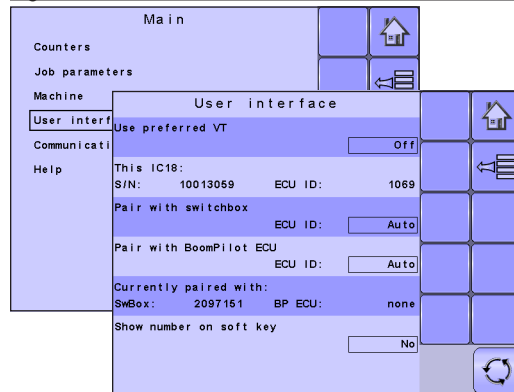 Main
Counters
Job parameters
Machine
User interf
Communicati
Help
User interface
Use preferred VT
Off
This IC18:
S/N: 10013059 ECU ID: 1069
Pair with switchbox
ECU ID: Auto
Pair with BoomPilot ECU
ECU ID: Auto
Currently paired with:
SwBox: 2097151 BP ECU: none
Show number on soft key
No